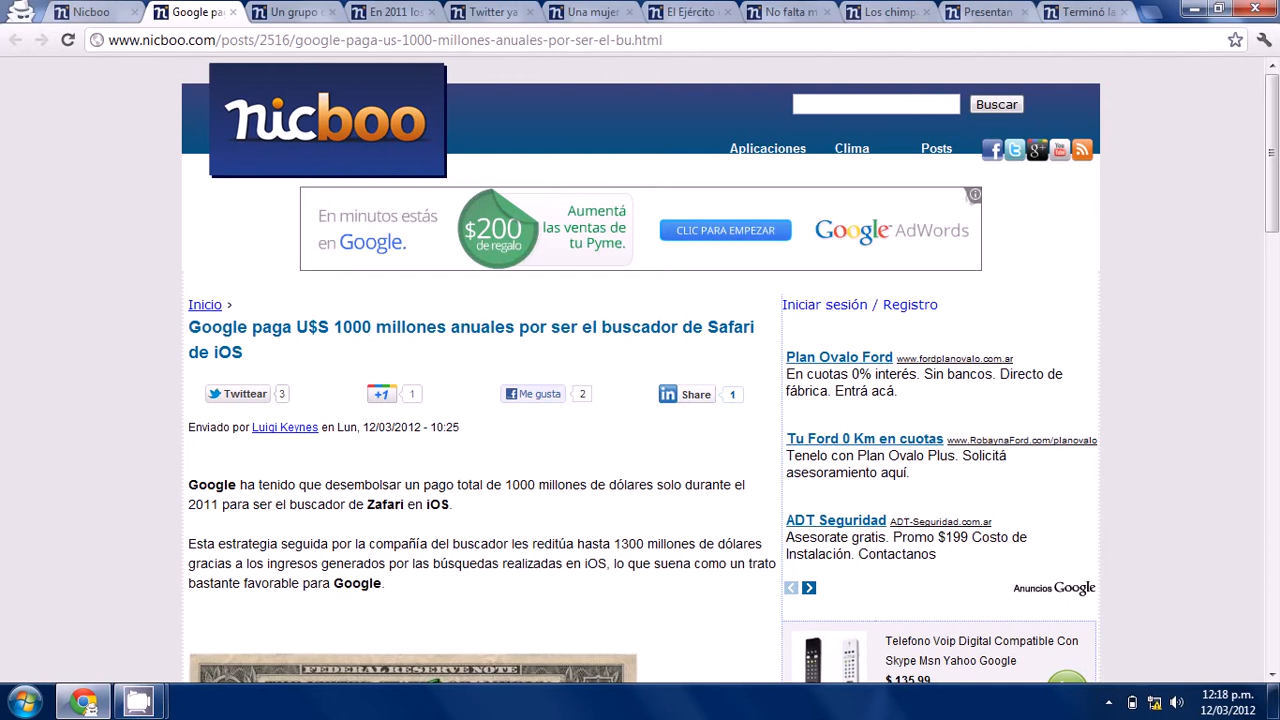 Nicboo
Google pa
Un grupo
En 2011 los
Twitter ya
Una mujer
El Ejército
No falta m
Los chimp
Presentan
Terminó la
www.nicboo.com/posts/2516/google-paga-us-1000-millones-anuales-por-ser-el-bu.html
nicboo
Buscar
Aplicaciones
Clima
Posts
En minutos estás
en Google.
$200
de regalo
Aumentá
las ventas de
tu Pyme.
CLIC PARA EMPEZAR
Google AdWords
Inicio ›
Google paga U$S 1000 millones anuales por ser el buscador de Safari
de iOS
Twittear 3
+1 1
Me gusta 2
Share 1
Enviado por Luigi Keynes en Lun, 12/03/2012 - 10:25
Google ha tenido que desembolsar un pago total de 1000 millones de dólares solo durante el
2011 para ser el buscador de Zafari en iOS.
Esta estrategia seguida por la compañía del buscador les reditúa hasta 1300 millones de dólares
gracias a los ingresos generados por las búsquedas realizadas en iOS, lo que suena como un trato
bastante favorable para Google.
FEDERAL RESERVE NOTE
Iniciar sesión / Registro
Plan Ovalo Ford www.fordplanovalo.com.ar
En cuotas 0% interés. Sin bancos. Directo de
fábrica. Entrá acá.
Tu Ford 0 Km en cuotas www.RobaynaFord.com/planovalo
Tenelo con Plan Ovalo Plus. Solicitá
asesoramiento aquí.
ADT Seguridad ADT-Seguridad.com.ar
Asesorate gratis. Promo $199 Costo de
Instalación. Contactanos
Anuncios Google
Telefono Voip Digital Compatible Con
Skype Msn Yahoo Google
$ 135.99
12:18 p.m.
12/03/2012